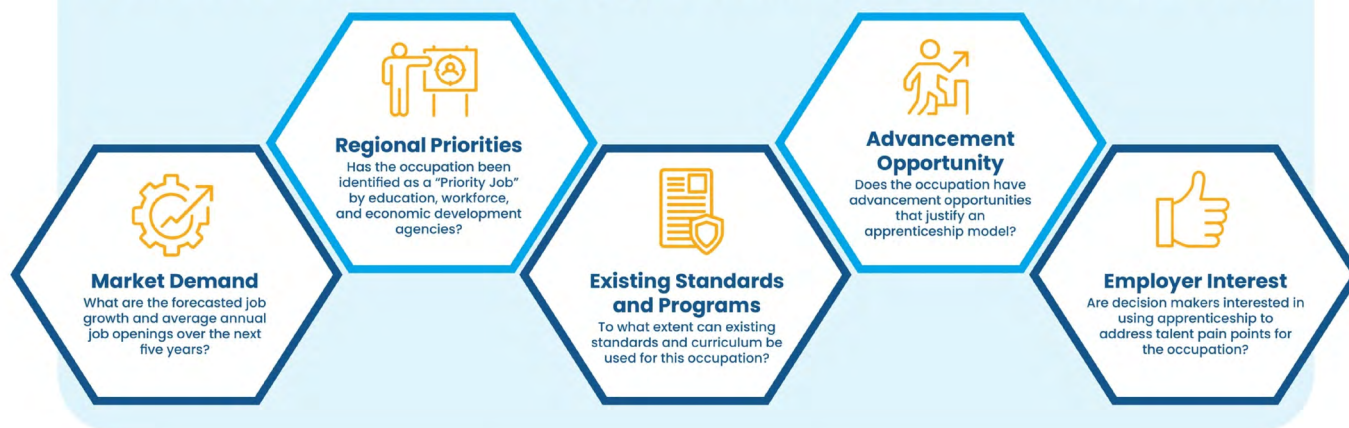 Market Demand
What are the forecasted job
growth and average annual
job openings over the next
five years?
Regional Priorities
Has the occupation been
identified as a “Priority Job”
by education, workforce,
and economic development
agencies?
Existing Standards
and Programs
To what extent can existing
standards and curriculum be
used for this occupation?
Advancement
Opportunity
Does the occupation have
advancement opportunities
that justify an
apprenticeship model?
Employer Interest
Are decision makers interested in
using apprenticeship to
address talent pain points for
the occupation?